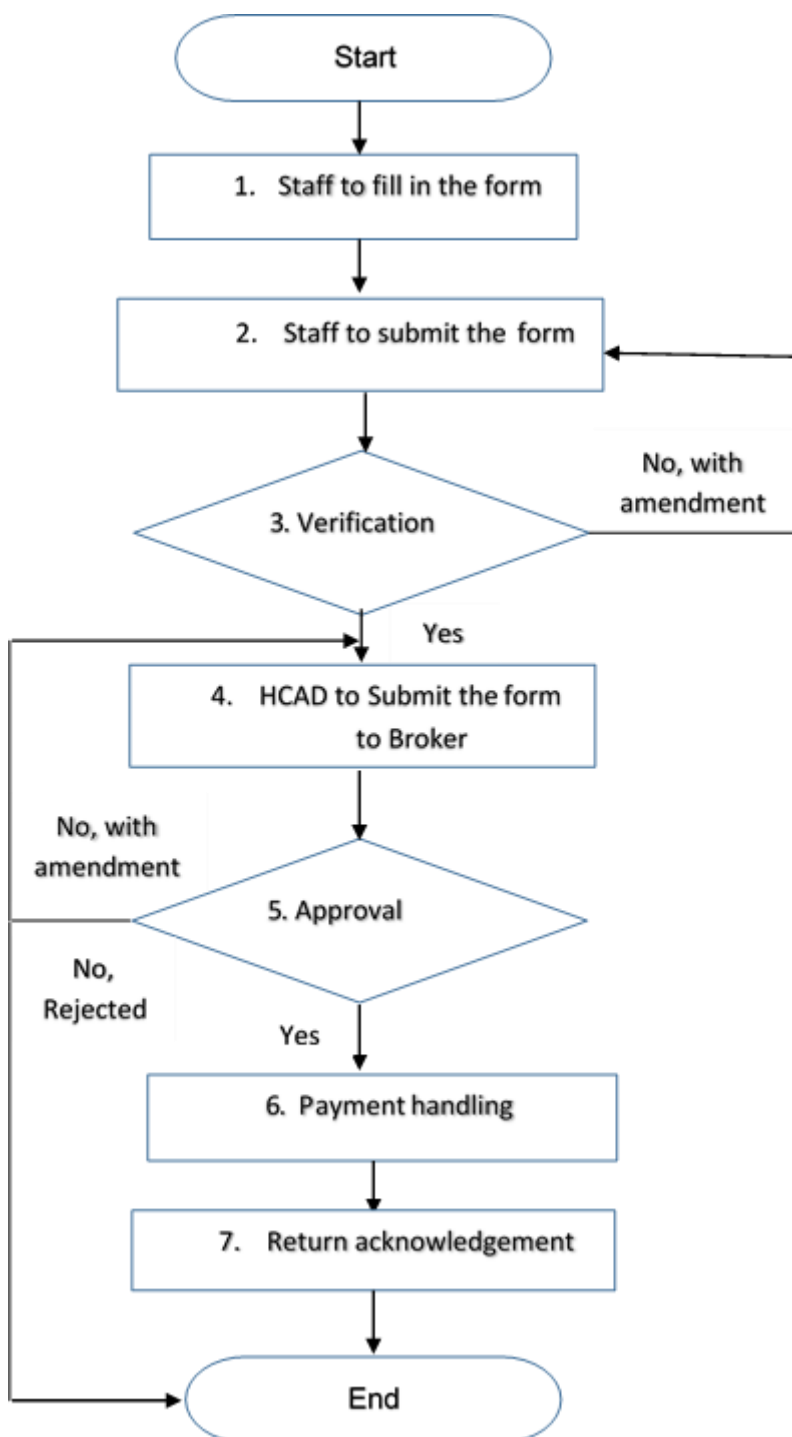 Start
1. Staff to fill in the form
2. Staff to submit the form
No, with
amendment
3. Verification
Yes
4. HCAD to Submit the form
to Broker
No, with
amendment
5. Approval
No,
Rejected
Yes
6. Payment handling
7. Return acknowledgement
End